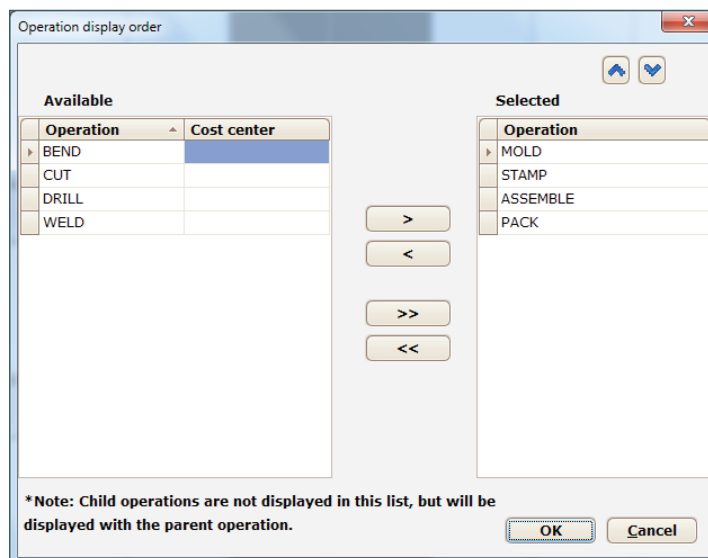 Operation display order
Available
Selected
Operation Cost center
Operation
BEND
MOLD
CUT
STAMP
DRILL
ASSEMBLE
WELD
PACK
>
<
>>
<<
*Note: Child operations are not displayed in this list, but will be
displayed with the parent operation.
OK
Cancel